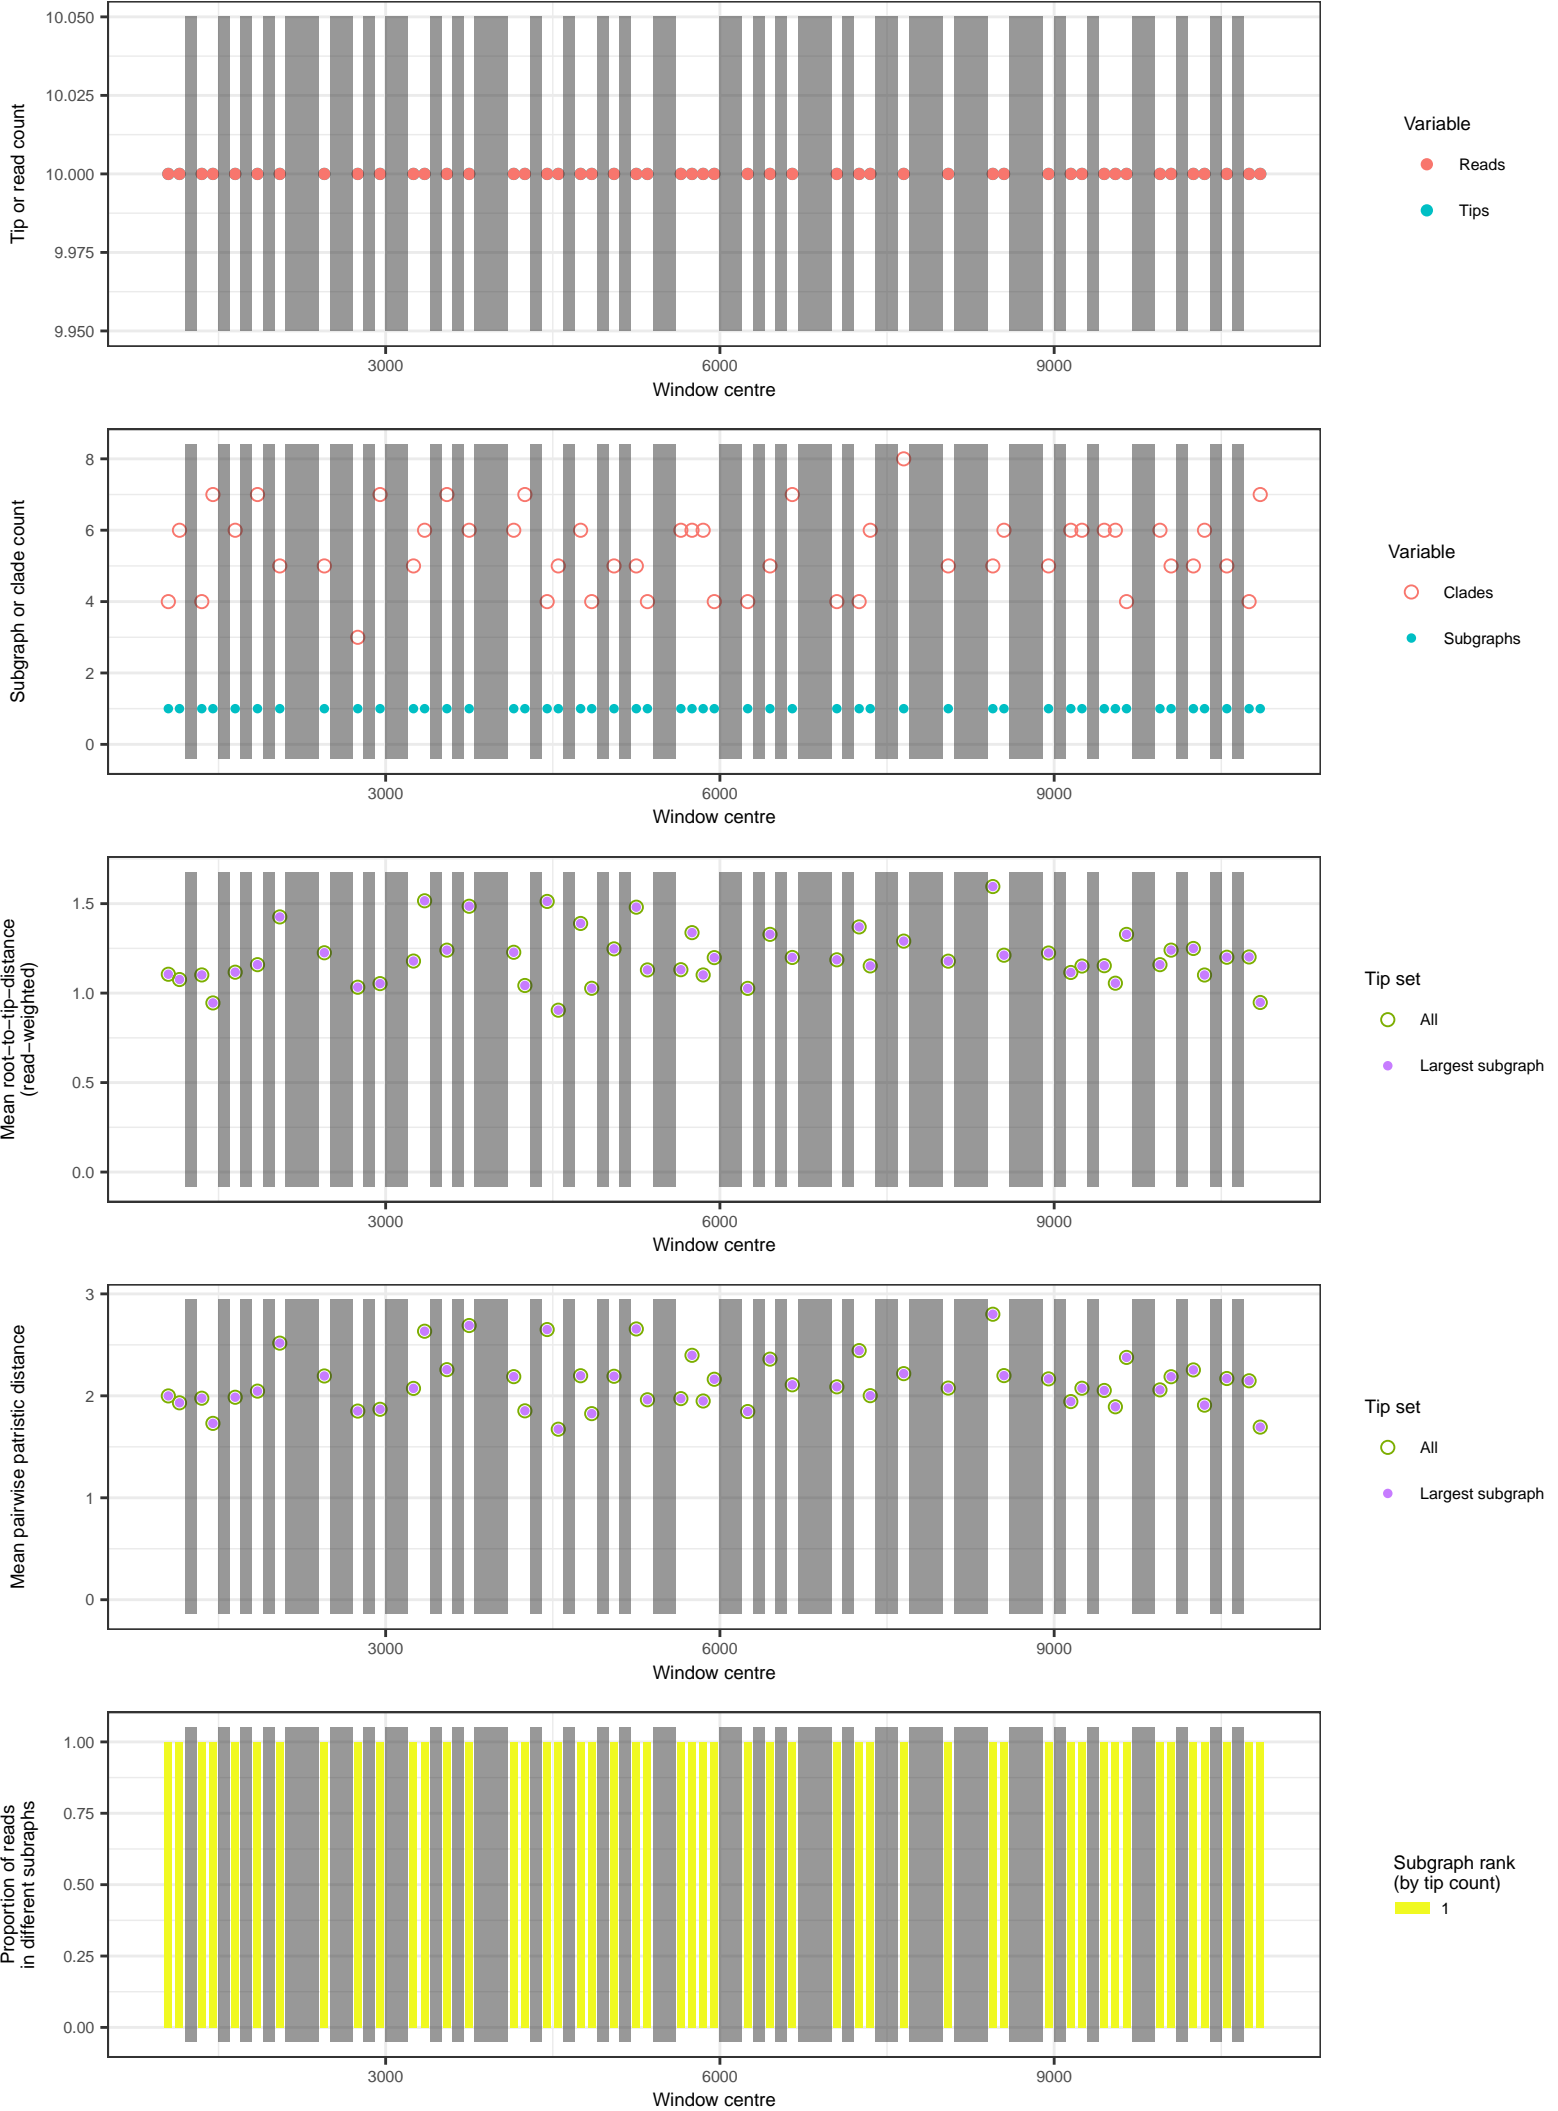 10.050
10.025
10.000
9.975
9.950
Tip or read count
3000
6000
9000
Window centre
Variable
Reads
Tips
8
6
4
2
0
Subgraph or clade count
3000
6000
9000
Window centre
Variable
Clades
Subgraphs
1.5
1.0
0.5
0.0
Mean root−to−tip−distance
(read−weighted)
3000
6000
9000
Window centre
Tip set
All
Largest subgraph
3
2
1
0
Mean pairwise patristic distance
3000
6000
9000
Window centre
Tip set
All
Largest subgraph
1.00
0.75
0.50
0.25
0.00
Proportion of reads
in different subraphs
3000
6000
9000
Window centre
Subgraph rank
(by tip count)
1